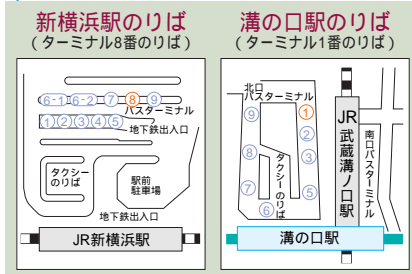 新横浜駅のりば
(ターミナル8番のりば)
6-1 6-2 7 8 9
バスターミナル
1 2 3 4 5
地下鉄出入口
タクシー
のりば
駅前
駐車場
地下鉄出入口
JR新横浜駅
溝の口駅のりば
(ターミナル1番のりば)
北口
バスターミナル
9
1
2
8
3
タクシーのりば
7
5
6
JR武蔵溝ノ口駅
南口バスターミナル
溝の口駅